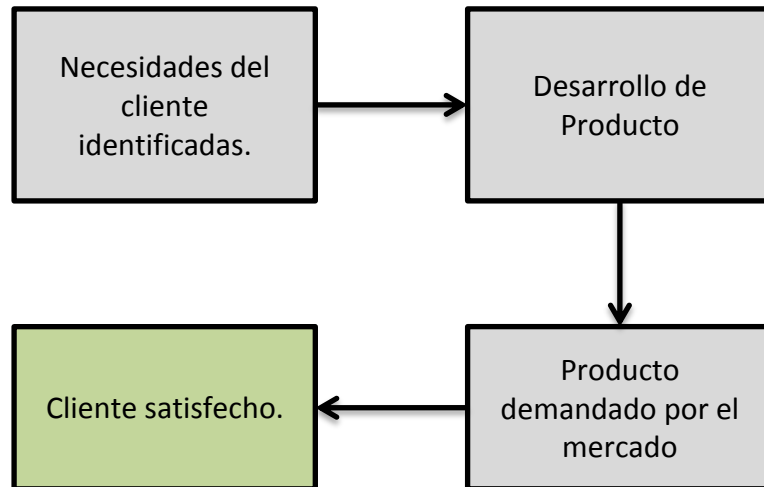 Necesidades del
cliente
identificadas.
Desarrollo de
Producto
Producto
demandado por el
mercado
Cliente satisfecho.